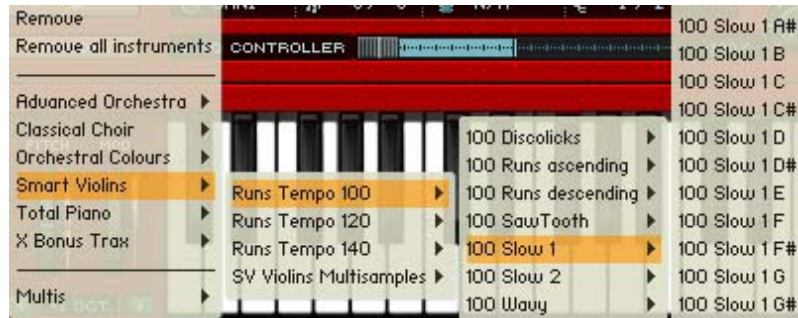 Remove
Remove all instruments
Advanced Orchestra
Classical Choir
Orchestral Colours
Smart Violins
Total Piano
X Bonus Trax
Multis
CONTROLLER
Runs Tempo 100
Runs Tempo 120
Runs Tempo 140
SV Violins Multisamples
100 Discolicks
100 Runs ascending
100 Runs descending
100 SawTooth
100 Slow 1
100 Slow 2
100 Wavy
100 Slow 1 A#
100 Slow 1 B
100 Slow 1 C
100 Slow 1 C#
100 Slow 1 D
100 Slow 1 D#
100 Slow 1 E
100 Slow 1 F
100 Slow 1 F#
100 Slow 1 G
100 Slow 1 G#